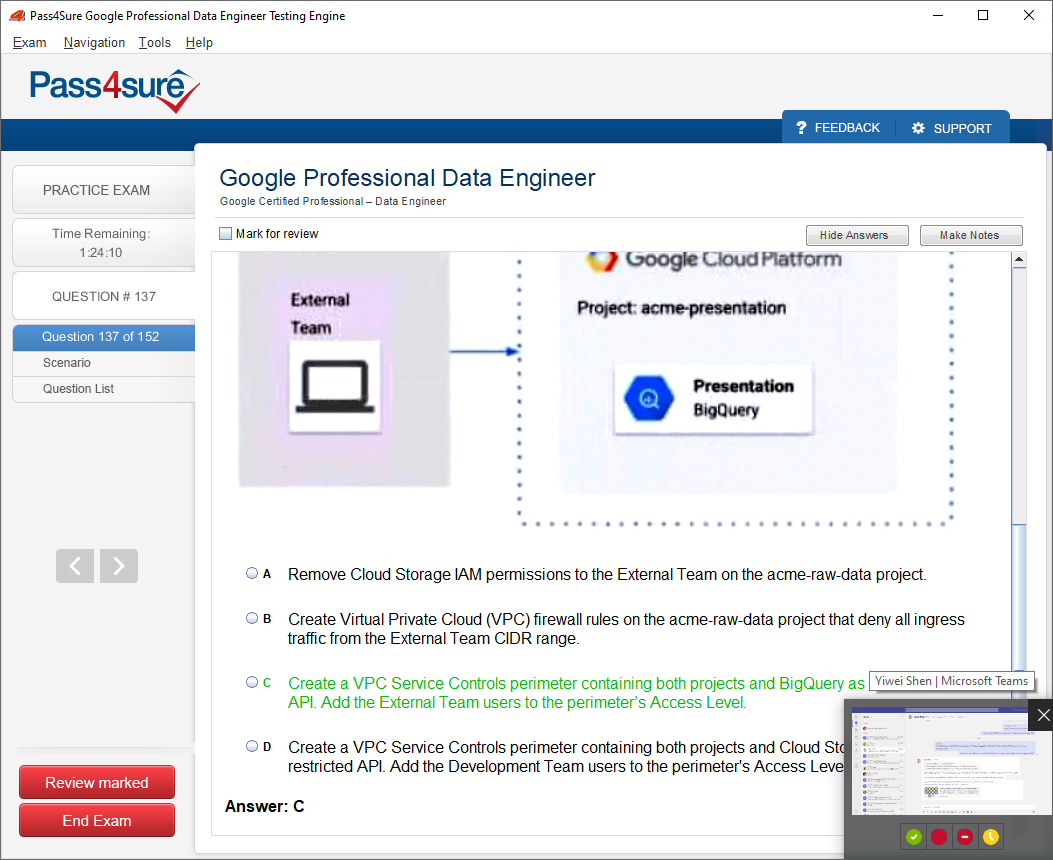 Pass4Sure Google Professional Data Engineer Testing Engine
Exam Navigation Tools Help
Pass4sure
? FEEDBACK SUPPORT
PRACTICE EXAM
Time Remaining:
1:24:10
QUESTION # 137
Question 137 of 152
Scenario
Question List
Review marked
End Exam
Google Professional Data Engineer
Google Certified Professional – Data Engineer
Mark for review
Hide Answers
Make Notes
External
Team
Google Cloud Platform
Project: acme-presentation
Presentation
BigQuery
A Remove Cloud Storage IAM permissions to the External Team on the acme-raw-data project.
B Create Virtual Private Cloud (VPC) firewall rules on the acme-raw-data project that deny all ingress
traffic from the External Team CIDR range.
C Create a VPC Service Controls perimeter containing both projects and BigQuery as
API. Add the External Team users to the perimeter's Access Level.
Yiwei Shen | Microsoft Teams
D Create a VPC Service Controls perimeter containing both projects and Cloud Sto
restricted API. Add the Development Team users to the perimeter's Access Leve
Answer: C